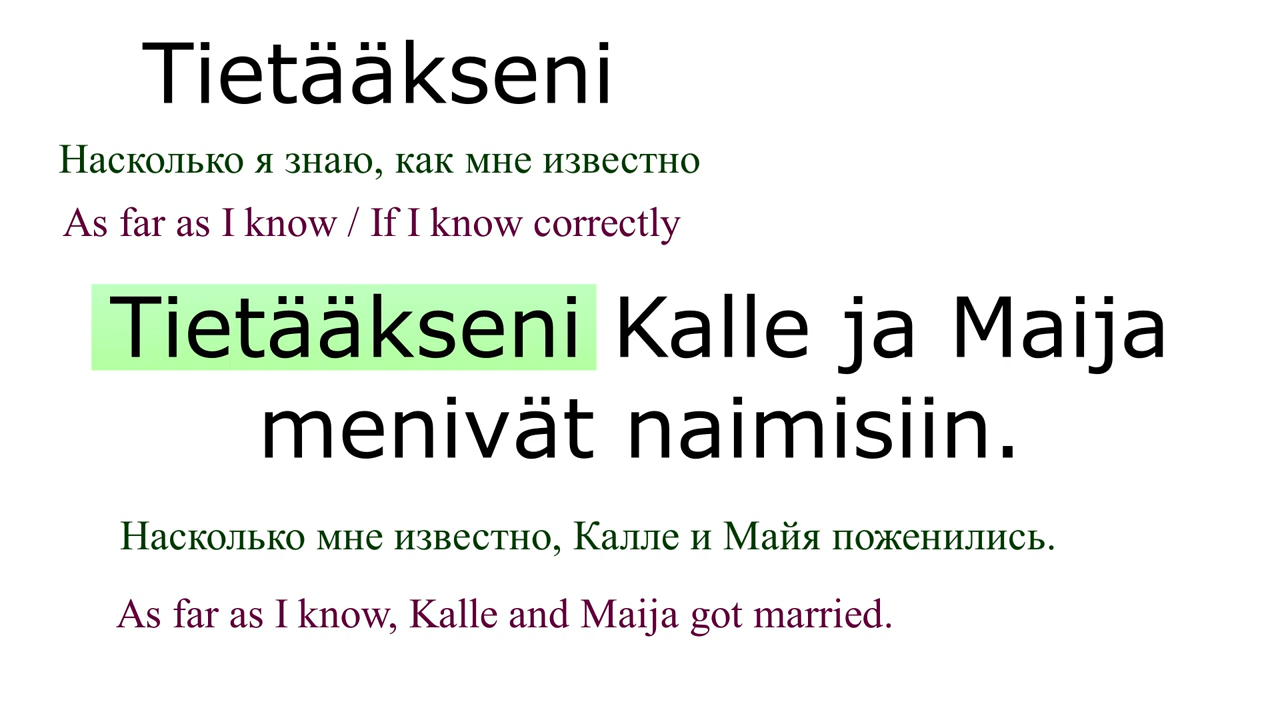 Tietääkseni
Насколько я знаю, как мне известно
As far as I know / If I know correctly
Tietääkseni Kalle ja Maija
menivät naimisiin.
Насколько мне известно, Калле и Майя поженились.
As far as I know, Kalle and Maija got married.